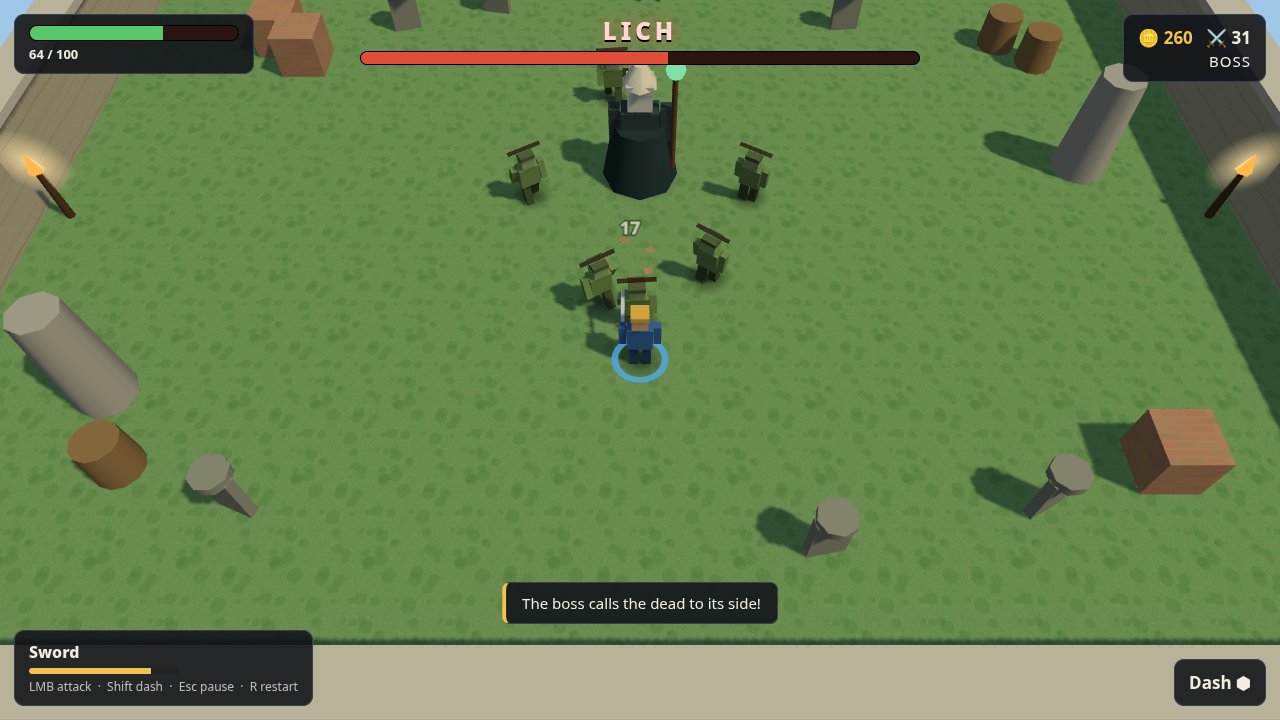 64 / 100
LICH
260 31
BOSS
17
The boss calls the dead to its side!
Sword
LMB attack · Shift dash · Esc pause · R restart
Dash